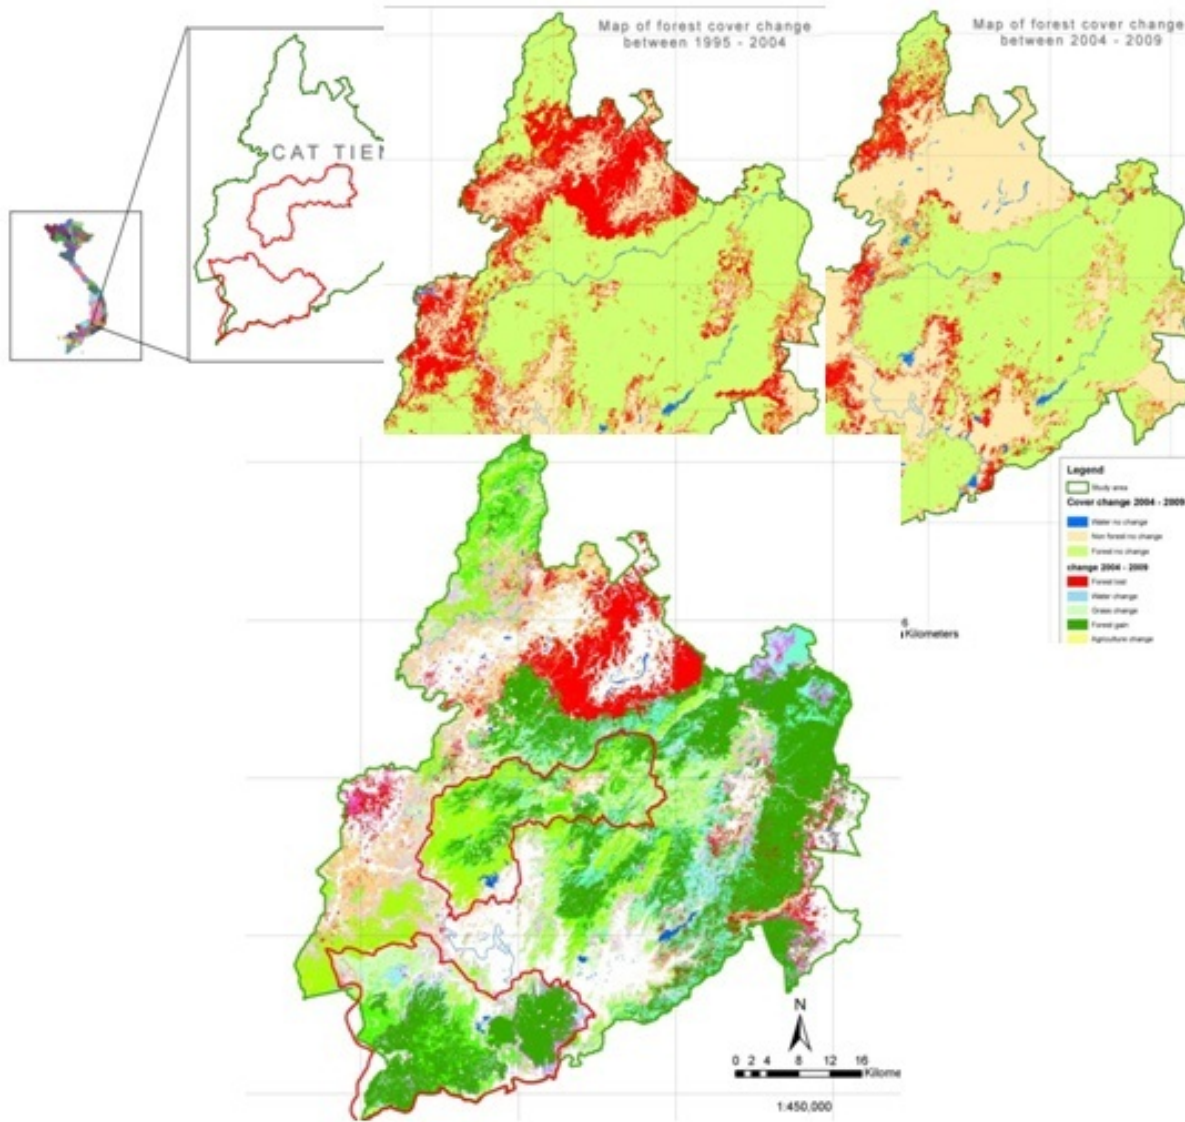 Map of forest cover change
between 1995 - 2004
Map of forest cover change
between 2004 - 2009
CAT TIEN
Legend
Study area
Cover change 2004 - 2009
Water no change
Non forest no change
Forest no change
change 2004 - 2009
Forest lost
Water change
Grass change
Forest gain
Agriculture change
6
Kilometers
N
0 2 4 8 12 16
Kilome
1:450,000